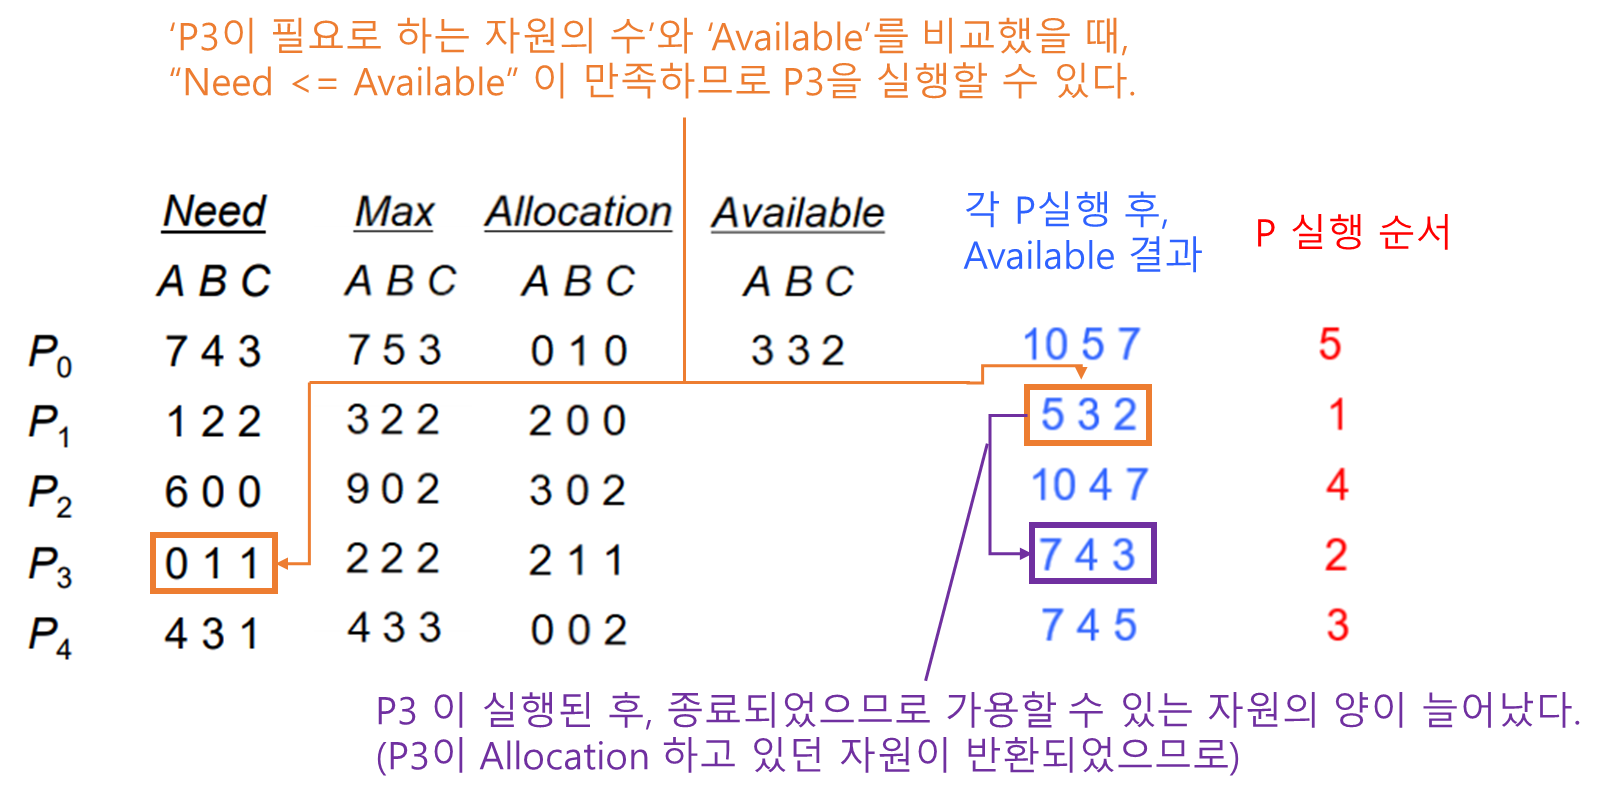 ‘P3이 필요로 하는 자원의 수’와 ‘Available’를 비교했을 때,
“Need <= Available” 이 만족하므로 P3을 실행할 수 있다.
Need Max Allocation Available 각 P실행 후, P 실행 순서
Available 결과
A B C A B C A B C A B C
P0 7 4 3 7 5 3 0 1 0 3 3 2 10 5 7 5
P1 1 2 2 3 2 2 2 0 0 5 3 2 1
P2 6 0 0 9 0 2 3 0 2 10 4 7 4
P3 0 1 1 2 2 2 2 1 1 7 4 3 2
P4 4 3 1 4 3 3 0 0 2 7 4 5 3
P3 이 실행된 후, 종료되었으므로 가용할 수 있는 자원의 양이 늘어났다.
(P3이 Allocation 하고 있던 자원이 반환되었으므로)